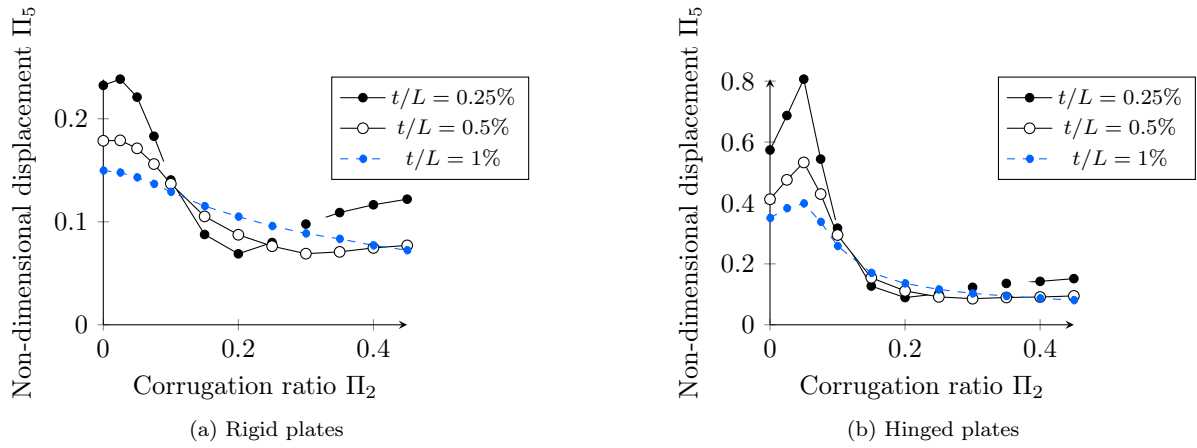 Non-dimensional displacement Π5
0.2
0.1
0
0
0.2
0.4
Corrugation ratio Π2
t/L = 0.25%
t/L = 0.5%
t/L = 1%
(a) Rigid plates
Non-dimensional displacement Π5
0.8
0.6
0.4
0.2
0
0
0.2
0.4
Corrugation ratio Π2
t/L = 0.25%
t/L = 0.5%
t/L = 1%
(b) Hinged plates